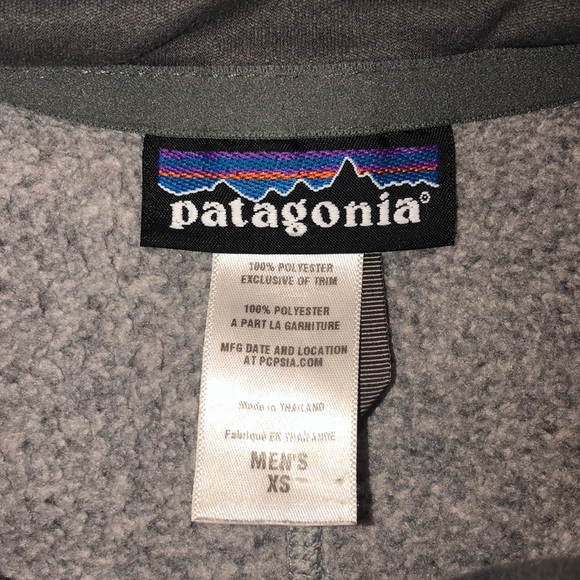 patagonia®
100% POLYESTER
EXCLUSIVE OF TRIM
100% POLYESTER
A PART LA GARNITURE
MFG DATE AND LOCATION
AT PCPSIA.COM
Made in THAILAND
Fabriqué EN THAÏLANDE
MEN'S
XS